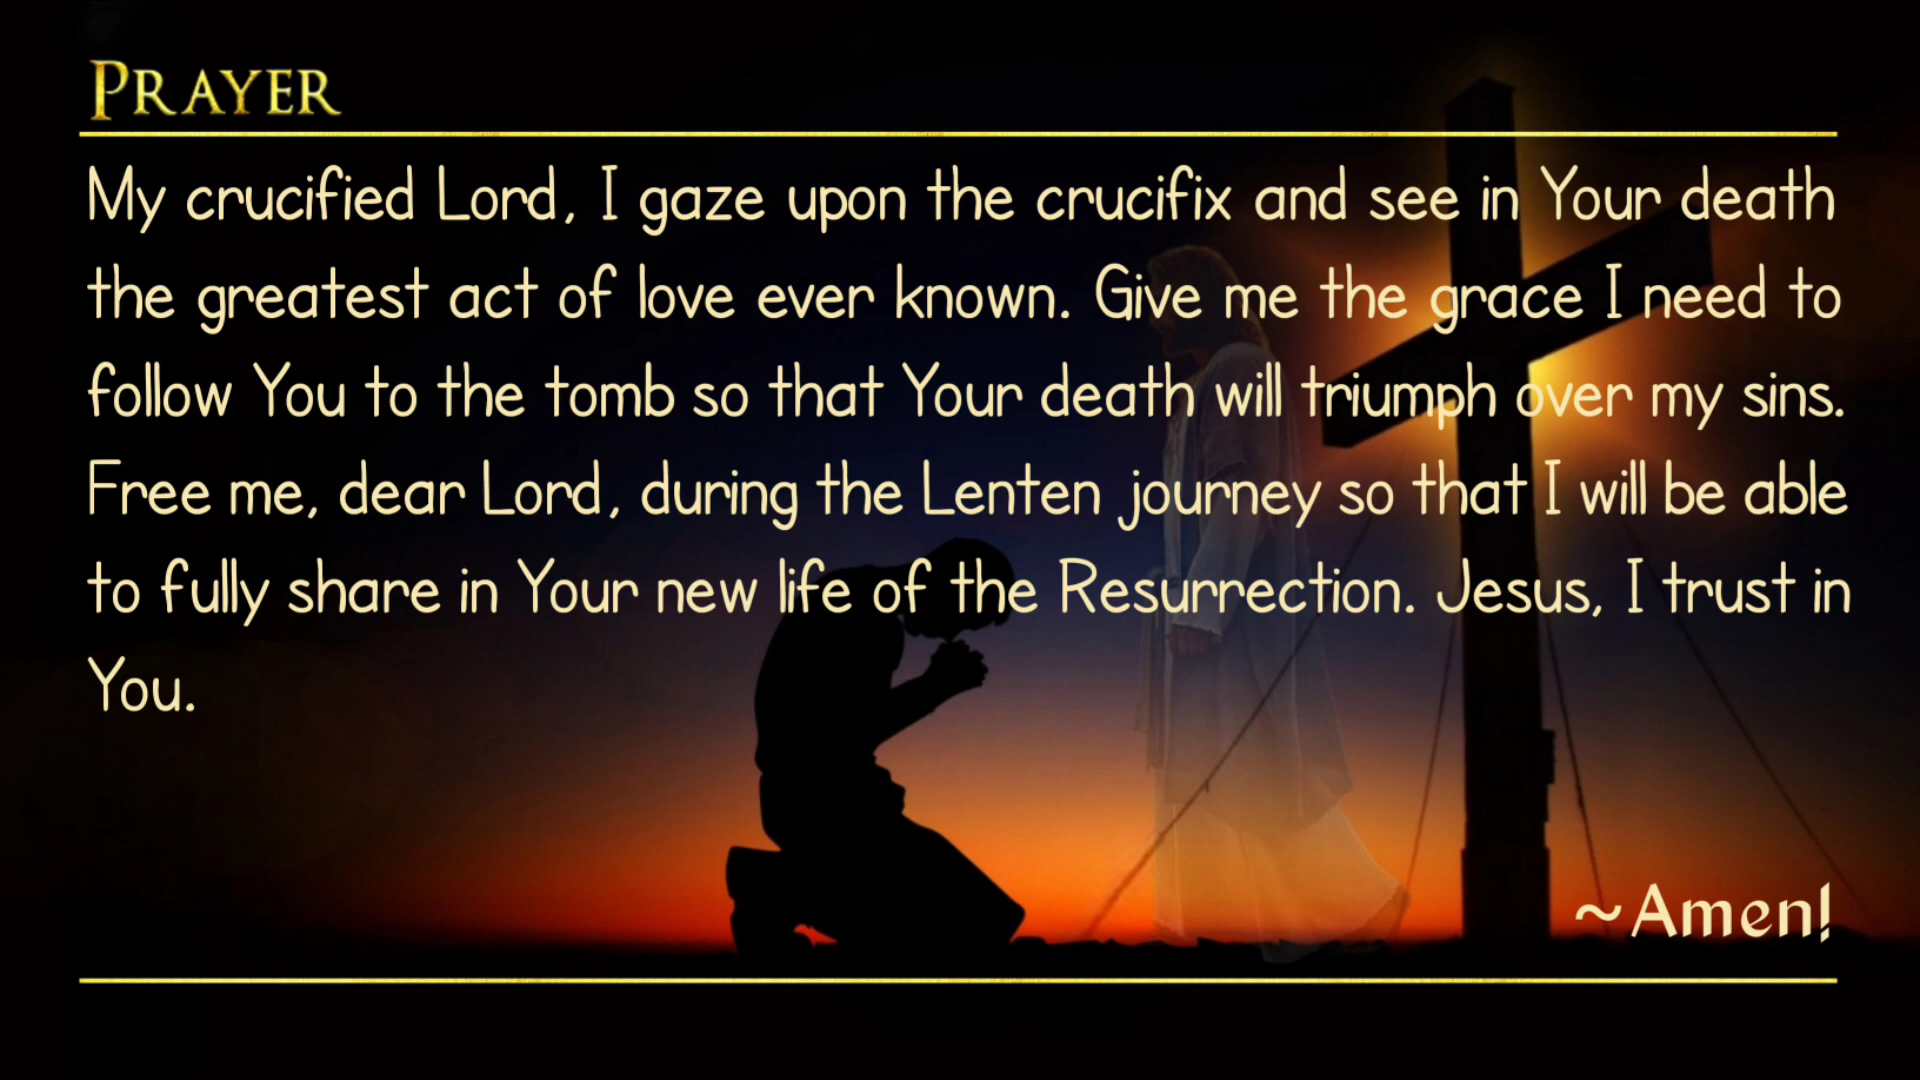 PRAYER
My crucified Lord, I gaze upon the crucifix and see in Your death
the greatest act of love ever known. Give me the grace I need to
follow You to the tomb so that Your death will triumph over my sins.
Free me, dear Lord, during the Lenten journey so that I will be able
to fully share in Your new life of the Resurrection. Jesus, I trust in
You.
~Amen!